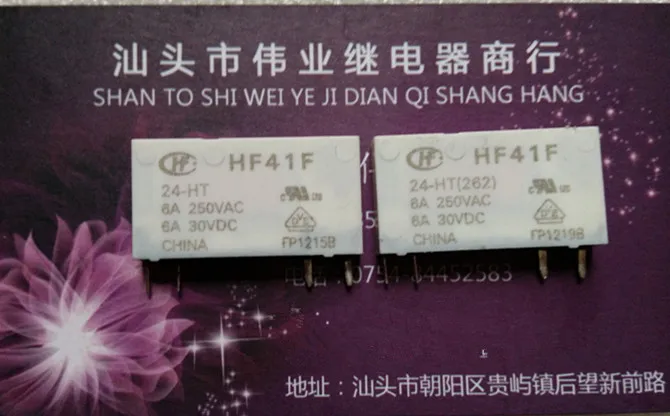 汕头市伟业继电器商行
SHAN TO SHI WEI YE JI DIAN QI SHANG HANG
HF HF41F
24-HT
6A 250VAC
6A 30VDC
CHINA
FP1215B
HF HF41F
24-HT(262)
6A 250VAC
6A 30VDC
CHINA
FP1219B
地址：汕头市朝阳区贵屿镇后望新前路